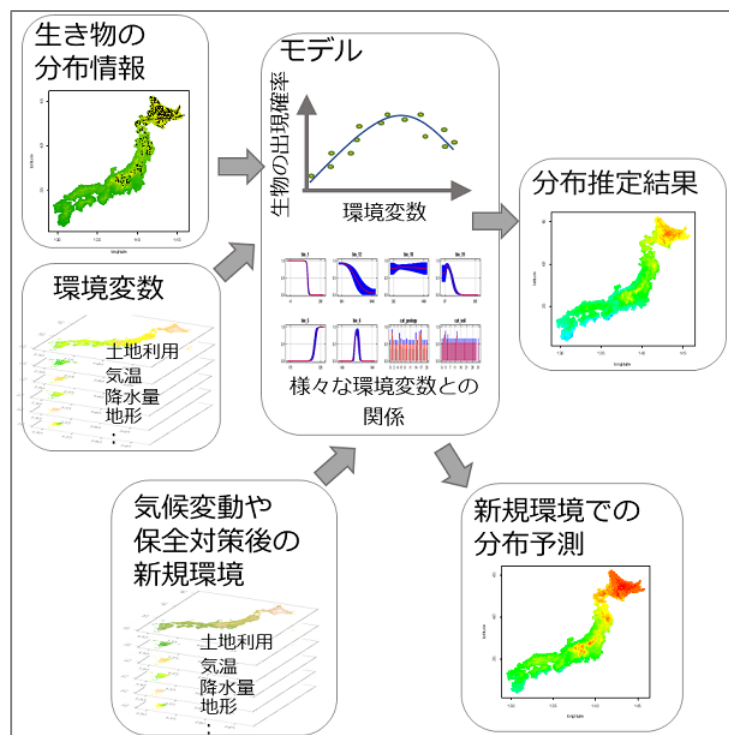 生き物の
分布情報
モデル
生物の出現確率
環境変数
様々な環境変数との
関係
環境変数
土地利用
気温
降水量
地形
分布推定結果
気候変動や
保全対策後の
新規環境
土地利用
気温
降水量
地形
新規環境での
分布予測